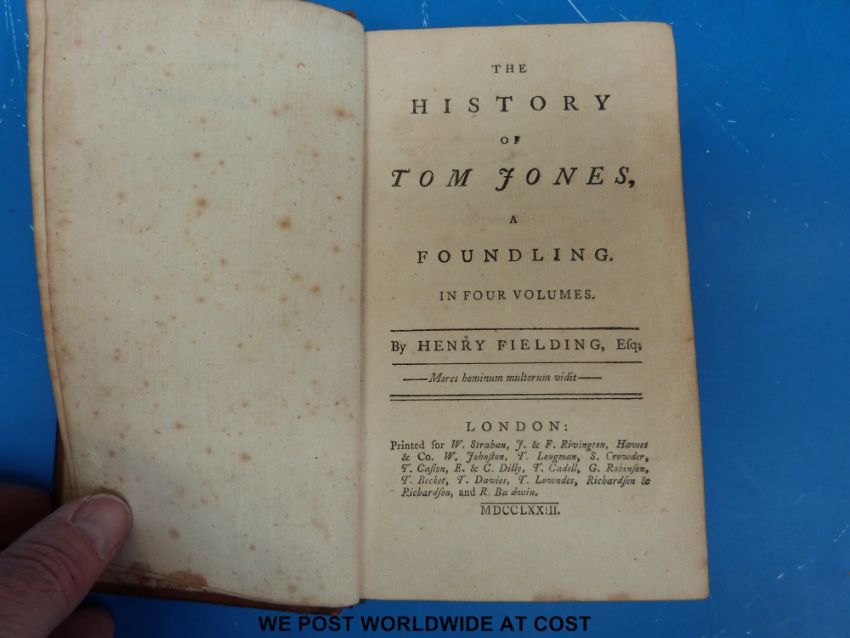 THE
HISTORY
OF
TOM JONES,
A
FOUNDLING.
IN FOUR VOLUMES.
By HENRY FIELDING, Eſq;
—Mores hominum multorum vidit—
LONDON:
Printed for W. Strahan, J. & F. Rivington, Hawes
& Co. W. Johnſton, T. Longman, S. Crowder,
T. Caſlon, E. & C. Dilly, T. Cadell, G. Robinſon,
T. Becket, T. Davies, T. Lowndes, Richardſon &
Richardſon, and R. Ba dwin.
MDCCLXXIII.
WE POST WORLDWIDE AT COST